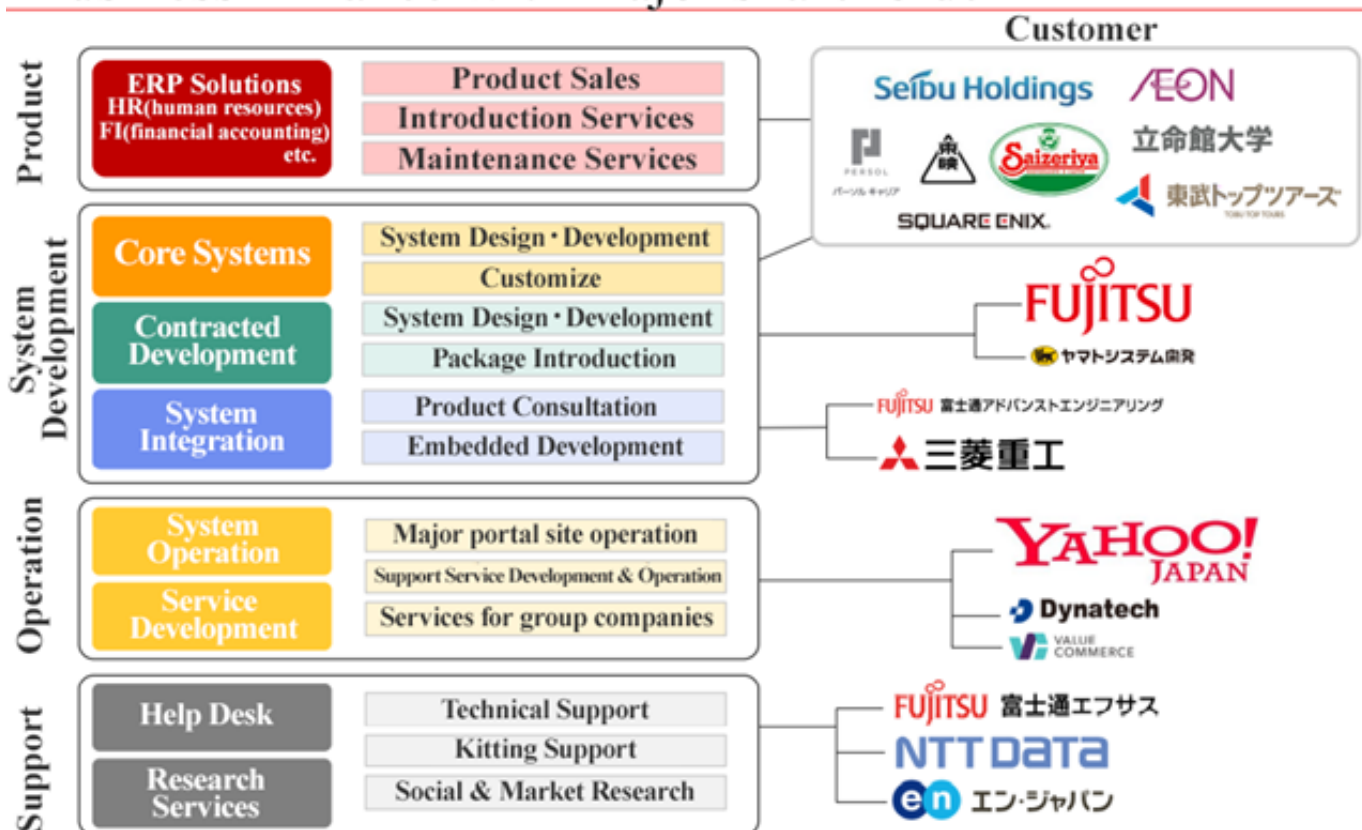 Customer
Product
ERP Solutions
HR(human resources)
FI(financial accounting)
etc.
Product Sales
Introduction Services
Maintenance Services
SeibU Holdings
ÆON
PERSOL
パーソル キャリア
東映
Saizeriya
立命館大学
東武トップツアーズ
TOBU TOP TOURS
SQUARE ENIX.
System
Development
Core Systems
System Design・Development
Customize
Contracted
Development
System Design・Development
Package Introduction
System
Integration
Product Consultation
Embedded Development
FUJITSU
ヤマトシステム開発
FUJITSU 富士通アドバンストエンジニアリング
三菱重工
Operation
System
Operation
Service
Development
Major portal site operation
Support Service Development & Operation
Services for group companies
YAHOO!
JAPAN
Dynatech
VALUE
COMMERCE
Support
Help Desk
Research
Services
Technical Support
Kitting Support
Social & Market Research
FUJITSU 富士通エフサス
NTT DATA
en エン・ジャパン